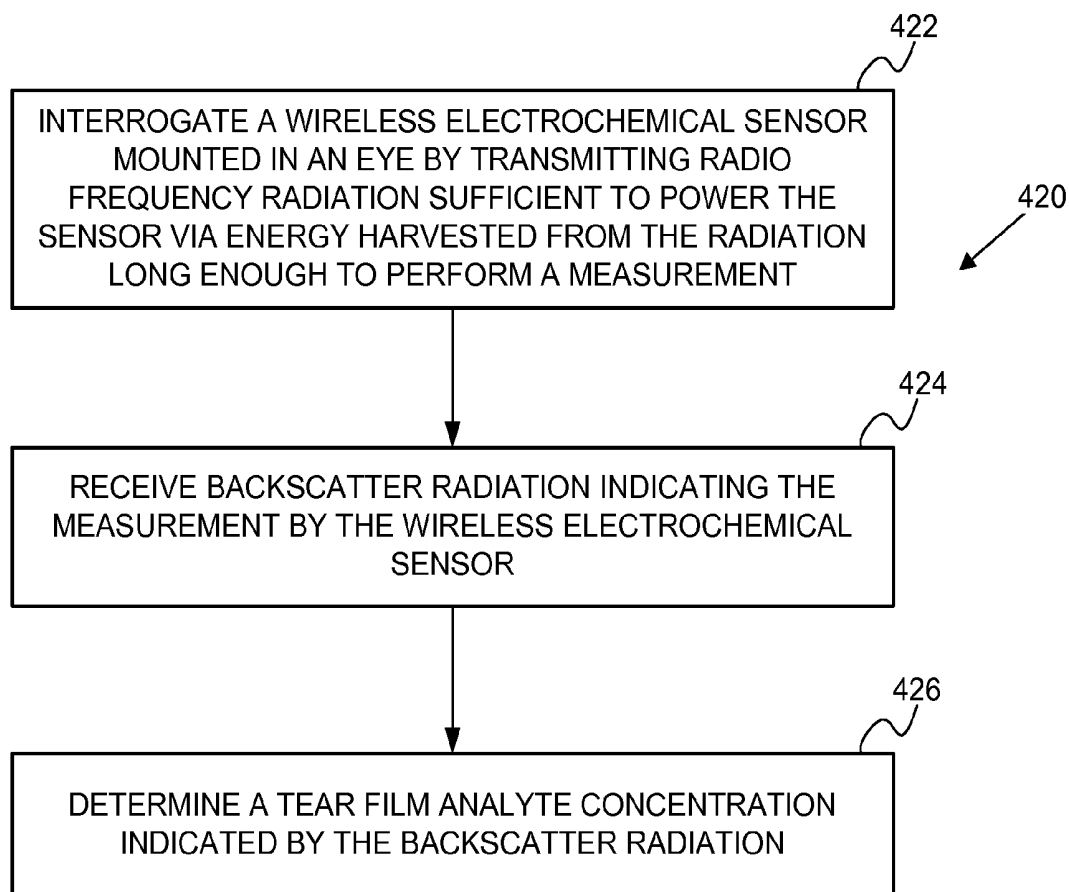 422
INTERROGATE A WIRELESS ELECTROCHEMICAL SENSOR
MOUNTED IN AN EYE BY TRANSMITTING RADIO
FREQUENCY RADIATION SUFFICIENT TO POWER THE
SENSOR VIA ENERGY HARVESTED FROM THE RADIATION
LONG ENOUGH TO PERFORM A MEASUREMENT
420
424
RECEIVE BACKSCATTER RADIATION INDICATING THE
MEASUREMENT BY THE WIRELESS ELECTROCHEMICAL
SENSOR
426
DETERMINE A TEAR FILM ANALYTE CONCENTRATION
INDICATED BY THE BACKSCATTER RADIATION